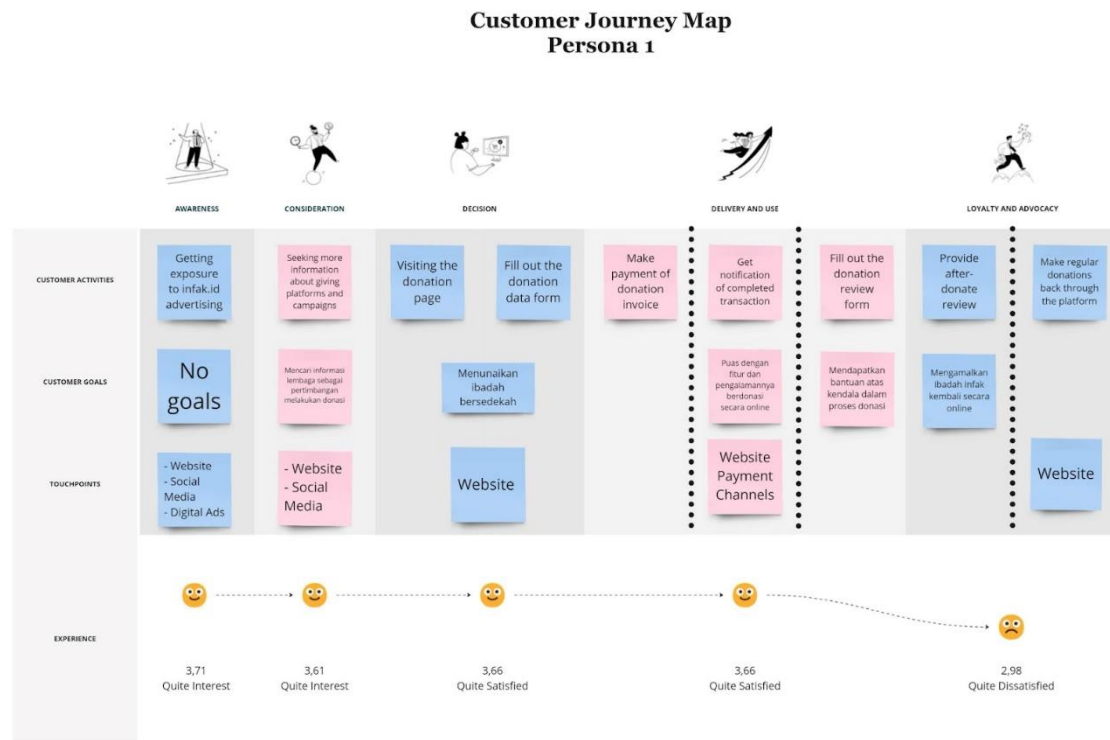 Customer Journey Map
Persona 1
AWARENESS
CONSIDERATION
DECISION
DELIVERY AND USE
LOYALTY AND ADVOCACY
CUSTOMER ACTIVITIES
Getting
exposure
to infak.id
advertising
Seeking more
information
about giving
platforms and
campaigns
Visiting the
donation
page
Fill out the
donation
data form
Make
payment of
donation
invoice
Get
notification
of completed
transaction
Fill out the
donation
review
form
Provide
after-
donate
review
Make regular
donations
back through
the platform
CUSTOMER GOALS
No
goals
Mencari informasi
lembaga sebagai
pertimbangan
melakukan donasi
Menunaikan
ibadah
bersedekah
Puas dengan
fitur dan
pengalamannya
berdonasi
secara online
Mendapatkan
bantuan atas
kendala dalam
proses donasi
Mengamalkan
ibadah infak
kembali secara
online
TOUCHPOINTS
- Website
- Social
Media
- Digital Ads
- Website
- Social
Media
Website
Website
Payment
Channels
Website
EXPERIENCE
3,71
Quite Interest
3,61
Quite Interest
3,66
Quite Satisfied
3,66
Quite Satisfied
2,98
Quite Dissatisfied